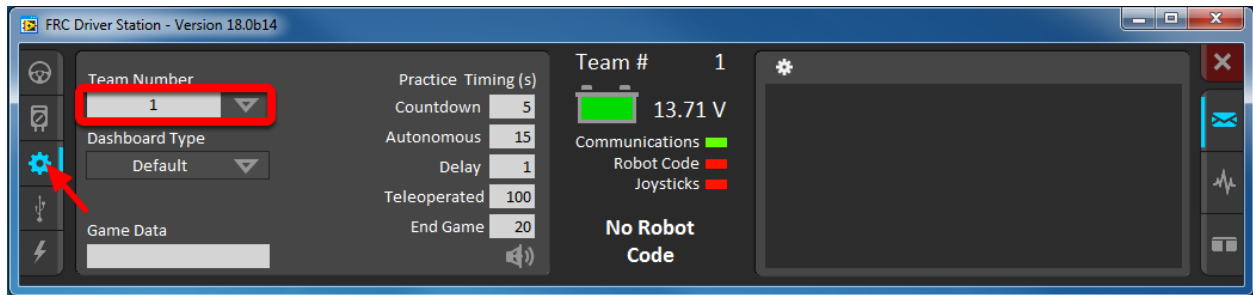 FRC Driver Station - Version 18.0b14
Team Number
1
Dashboard Type
Default
Game Data
Practice Timing (s)
Countdown 5
Autonomous 15
Delay 1
Teleoperated 100
End Game 20
Team # 1
13.71 V
Communications
Robot Code
Joysticks
No Robot
Code